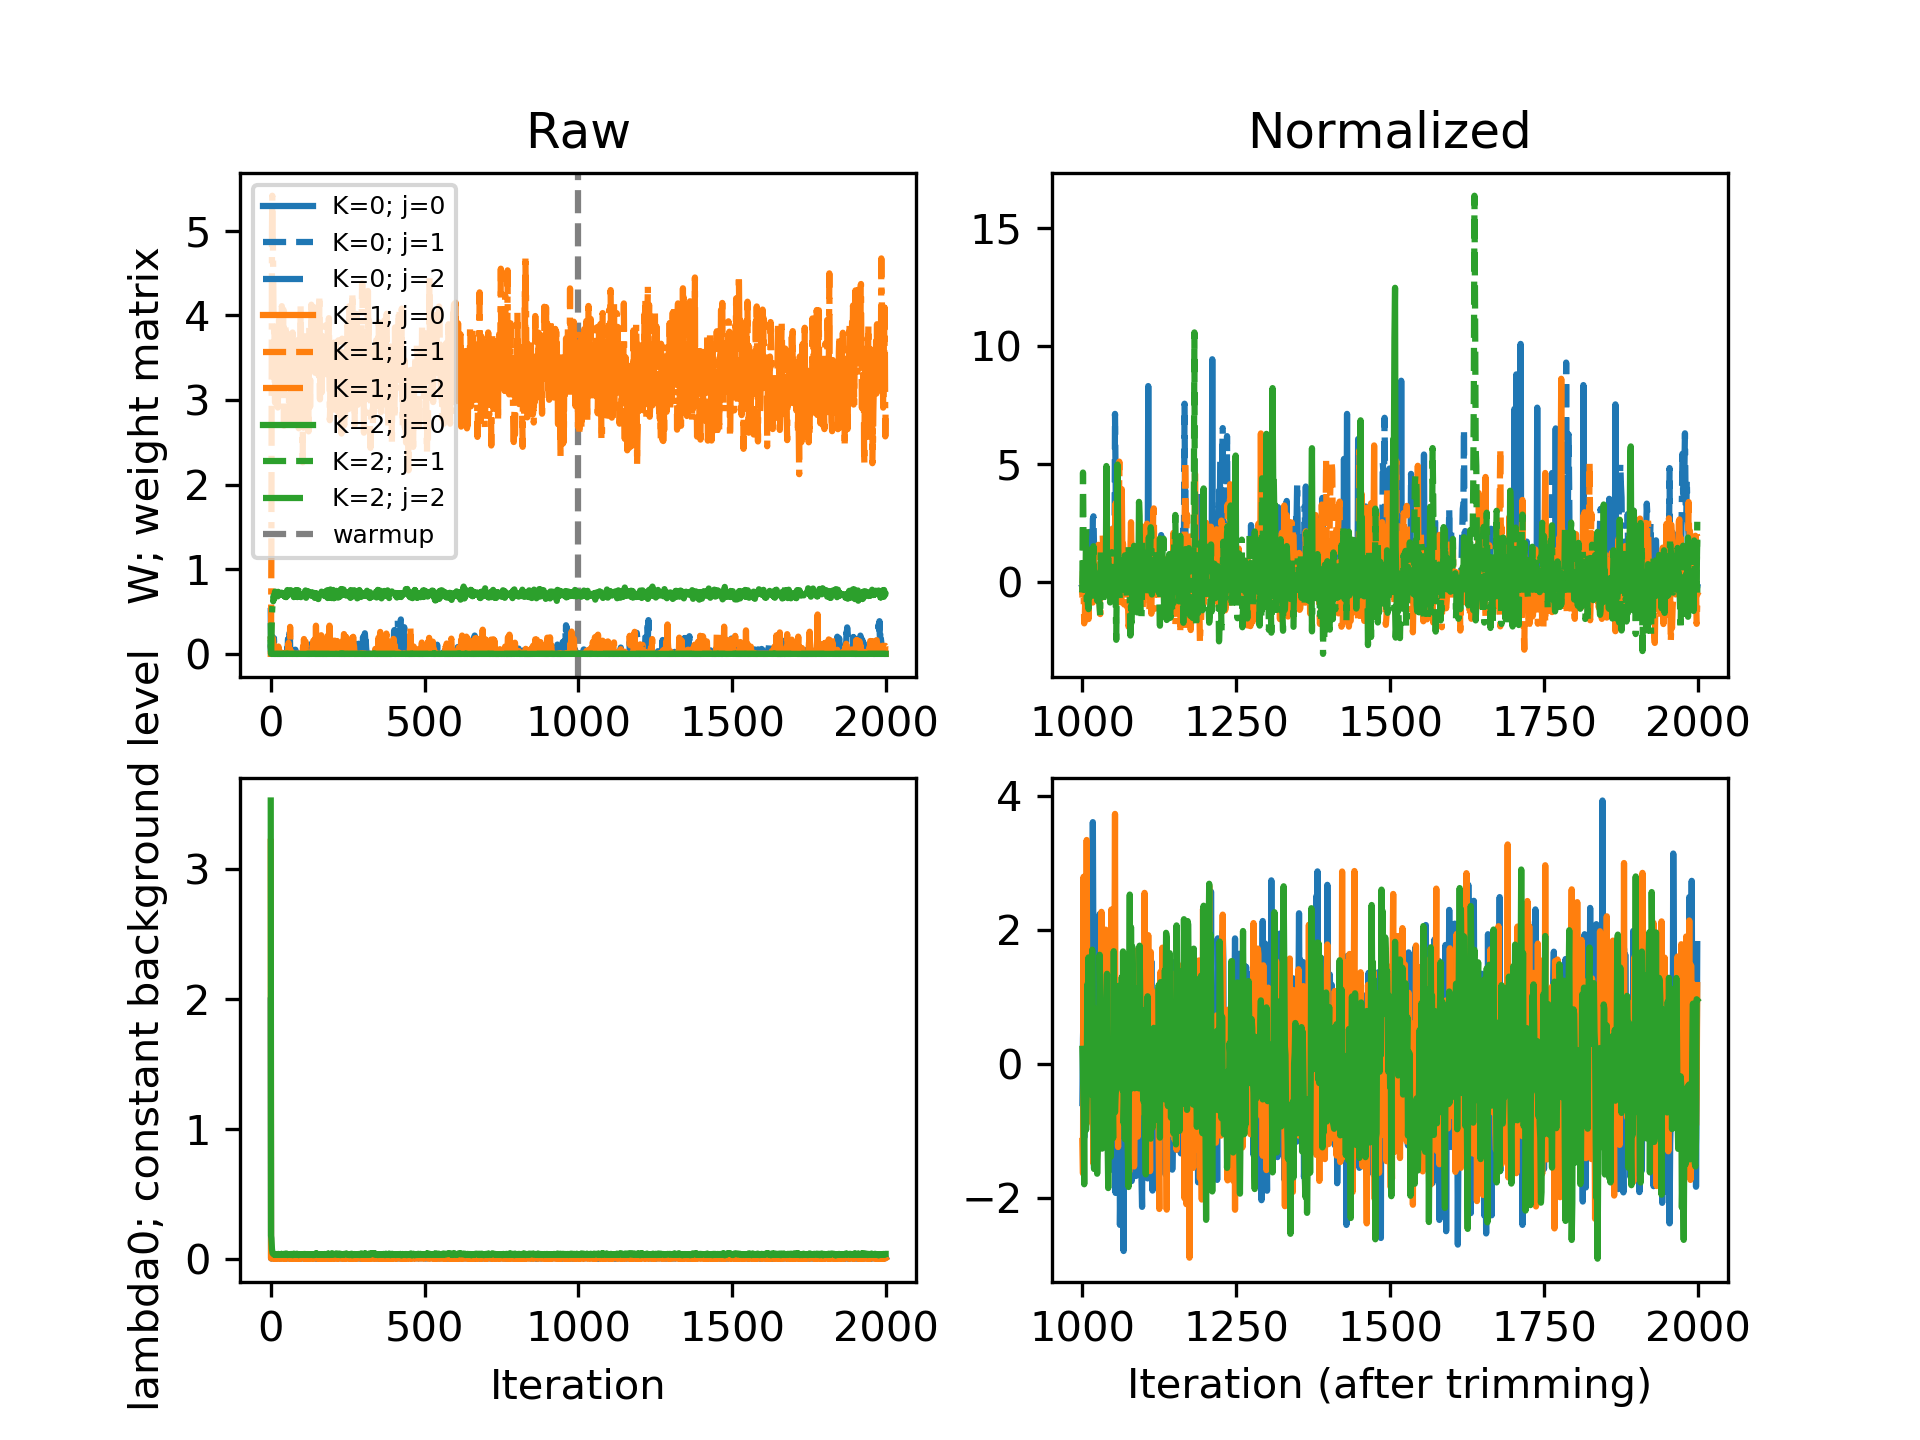 Raw
Normalized
W; weight matrix
5
4
3
2
1
0
K=0; j=0
K=0; j=1
K=0; j=2
K=1; j=0
K=1; j=1
K=1; j=2
K=2; j=0
K=2; j=1
K=2; j=2
warmup
0 500 1000 1500 2000
15
10
5
0
1000 1250 1500 1750 2000
lambda0; constant background level
3
2
1
0
0 500 1000 1500 2000
Iteration
4
2
0
−2
1000 1250 1500 1750 2000
Iteration (after trimming)